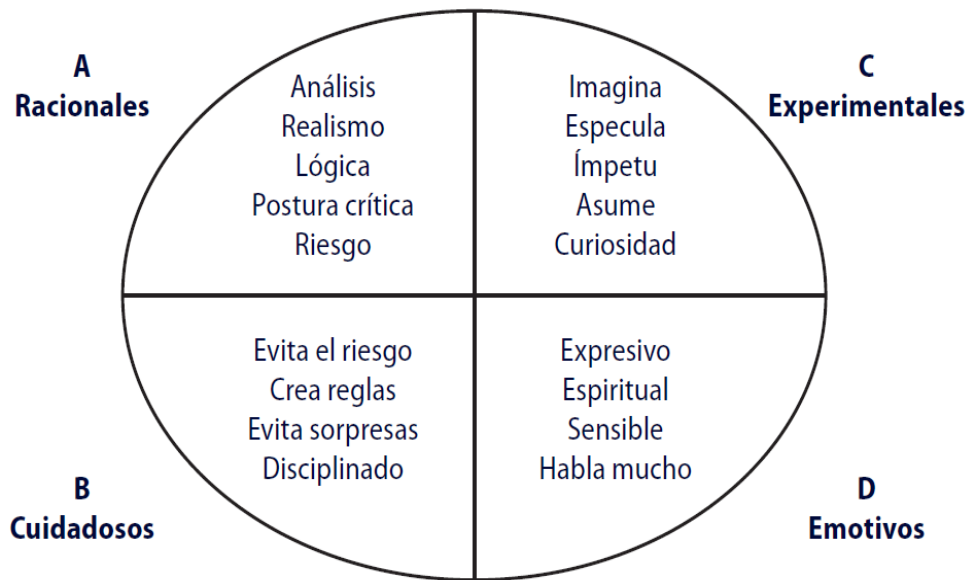 A
Racionales
Análisis
Realismo
Lógica
Postura crítica
Riesgo
C
Experimentales
Imagina
Especula
Ímpetu
Asume
Curiosidad
B
Cuidadosos
Evita el riesgo
Crea reglas
Evita sorpresas
Disciplinado
D
Emotivos
Expresivo
Espiritual
Sensible
Habla mucho